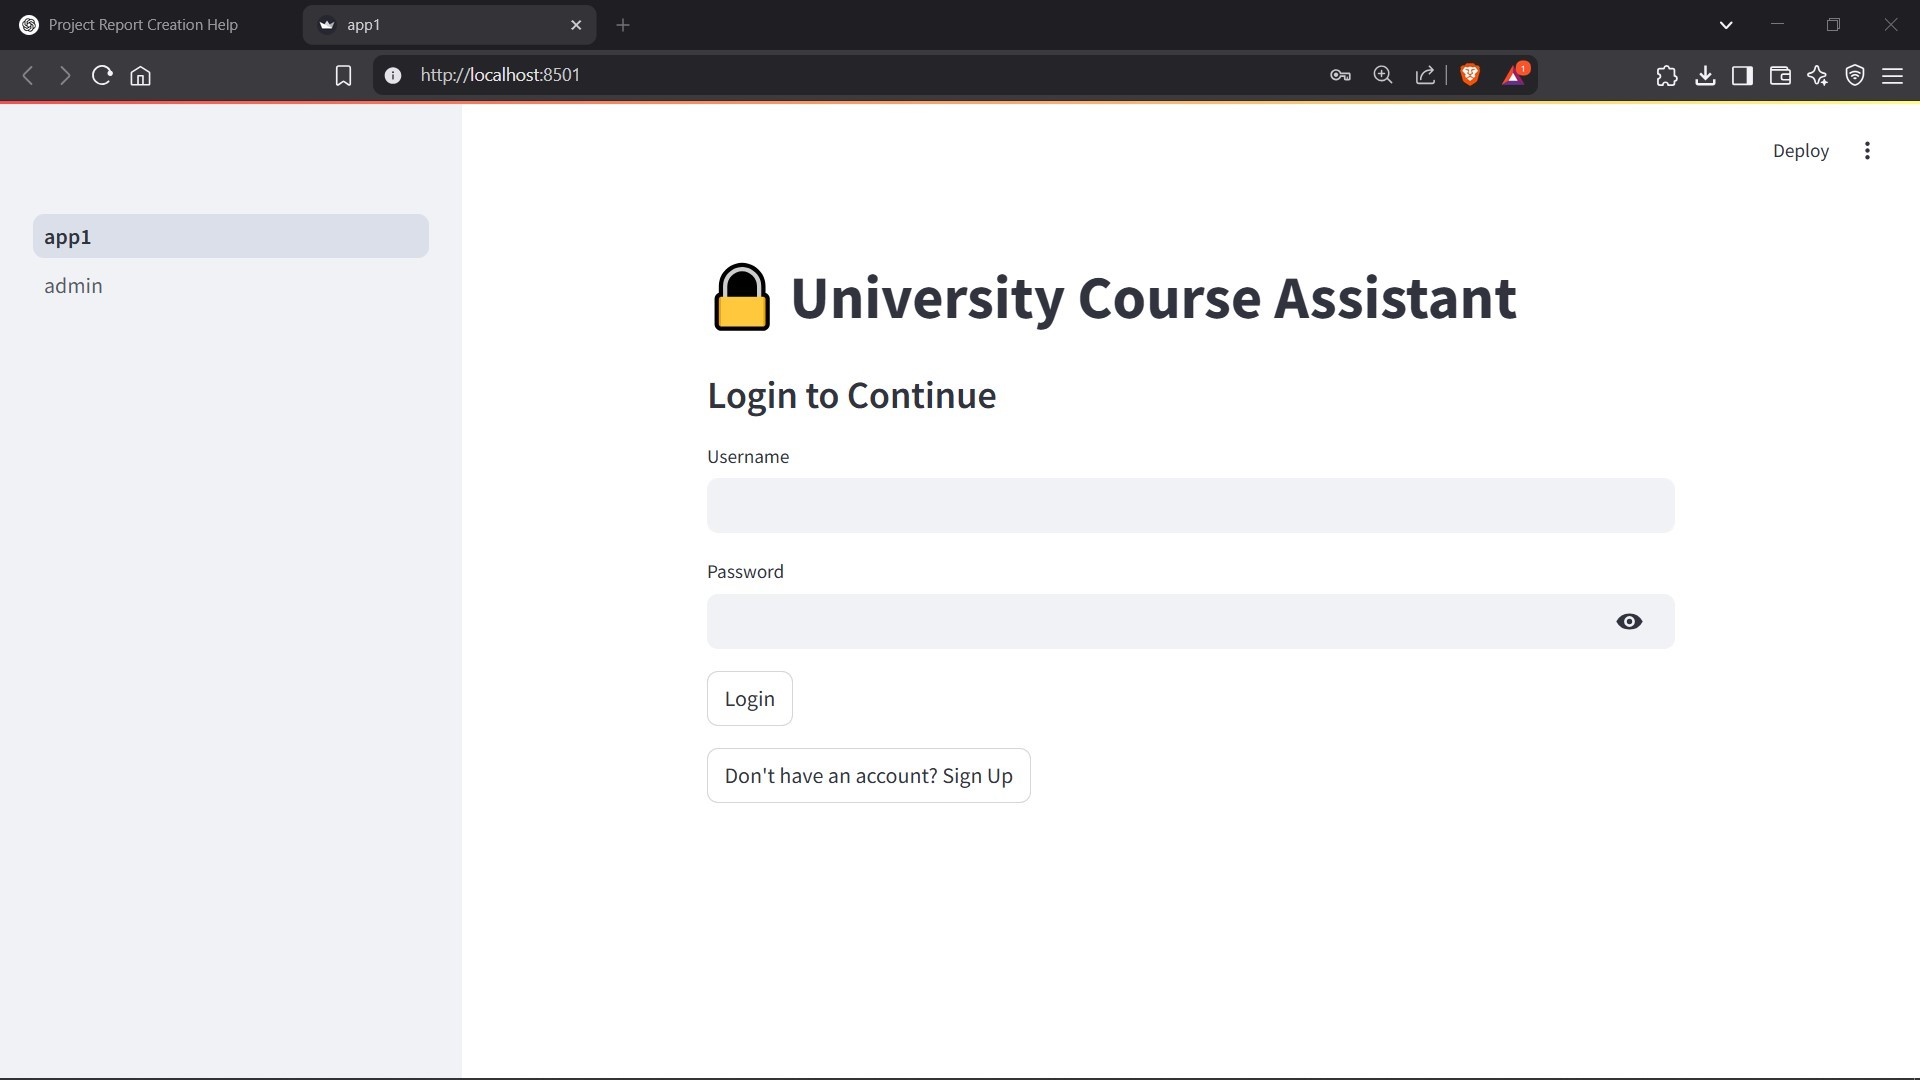 Project Report Creation Help
app1
http://localhost:8501
1
Deploy
app1
admin
University Course Assistant
Login to Continue
Username
Password
Login
Don't have an account? Sign Up